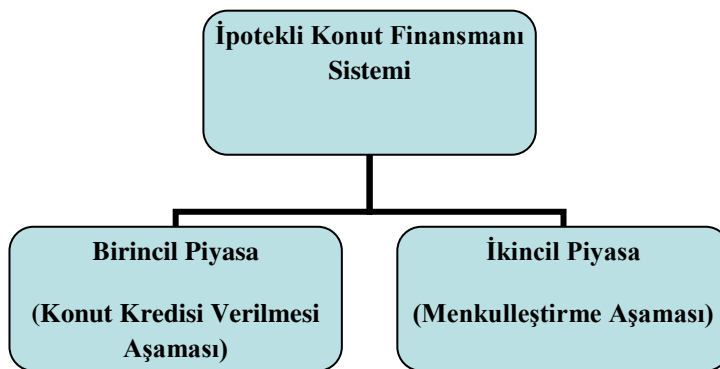 İpotekli Konut Finansmanı
Sistemi
Birincil Piyasa
(Konut Kredisi Verilmesi
Aşaması)
İkincil Piyasa
(Menkulleştirme Aşaması)